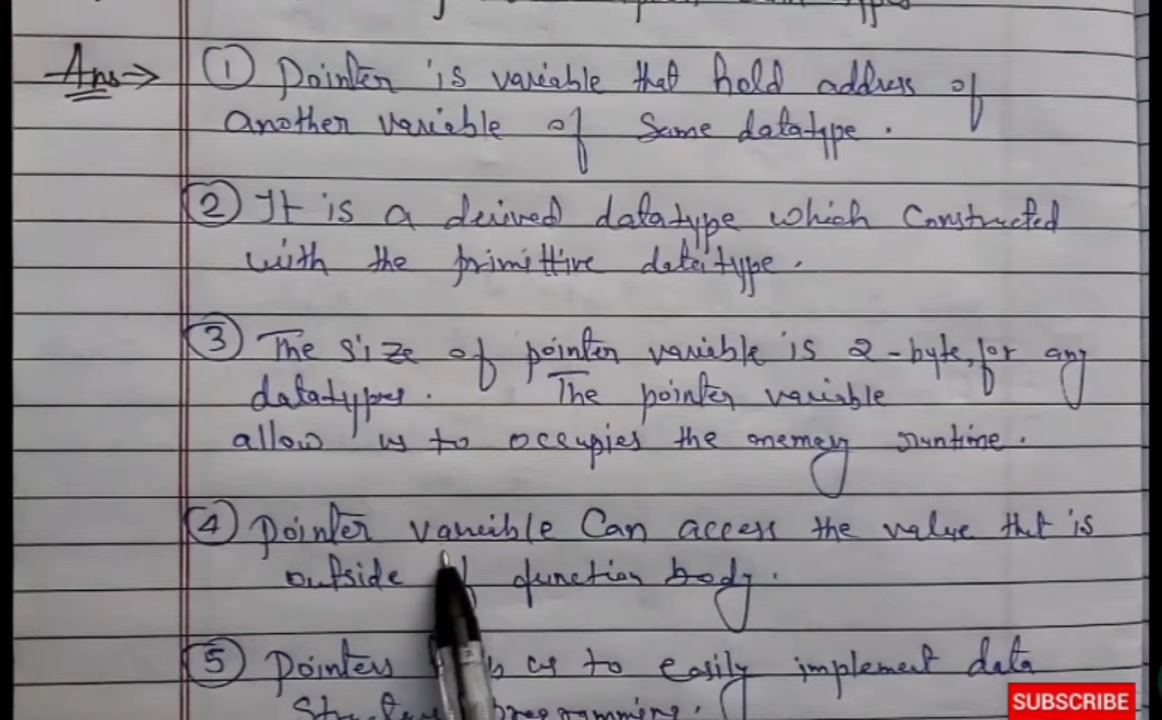 types
Ans→ ① Pointer is variable that hold address of
another variable of same datatype.
② It is a derived datatype which constructed
with the primittive datatype.
③ The size of pointer variable is 2-byte, for any
datatypes. The pointer variable
allow us to occupies the memory runtime.
④ Pointer variable Can access the value that is
outside function body.
⑤ Pointers us to easily implement data
programming.
SUBSCRIBE